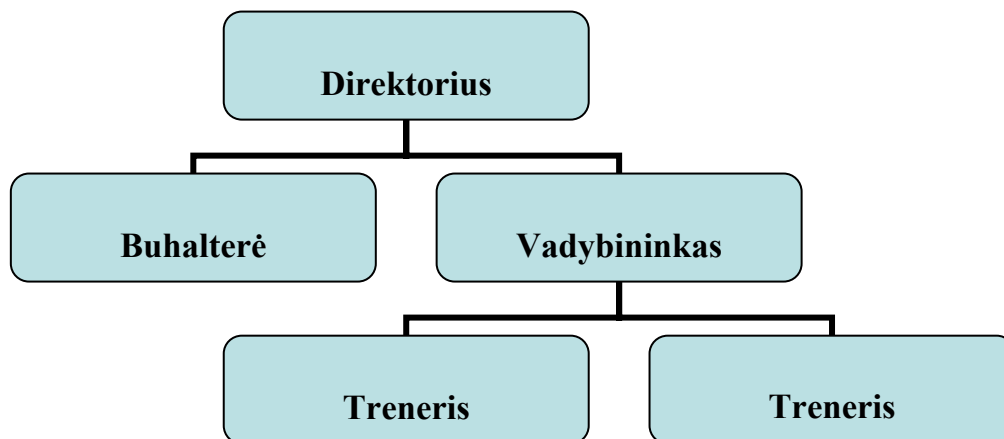 Direktorius
Buhalterė
Vadybininkas
Treneris
Treneris